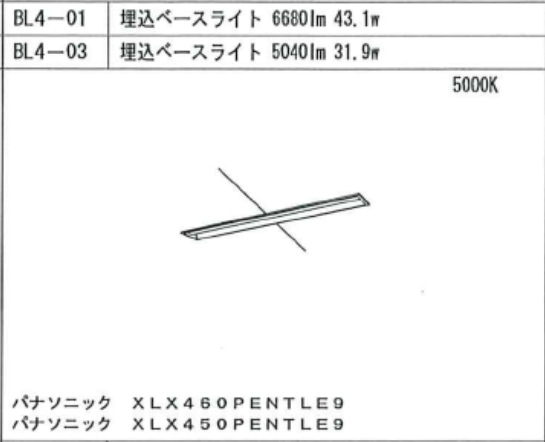 BL4－01 埋込ベースライト 6680lm 43.1w
BL4－03 埋込ベースライト 5040lm 31.9w
5000K
パナソニック XLX460PENTLE9
パナソニック XLX450PENTLE9